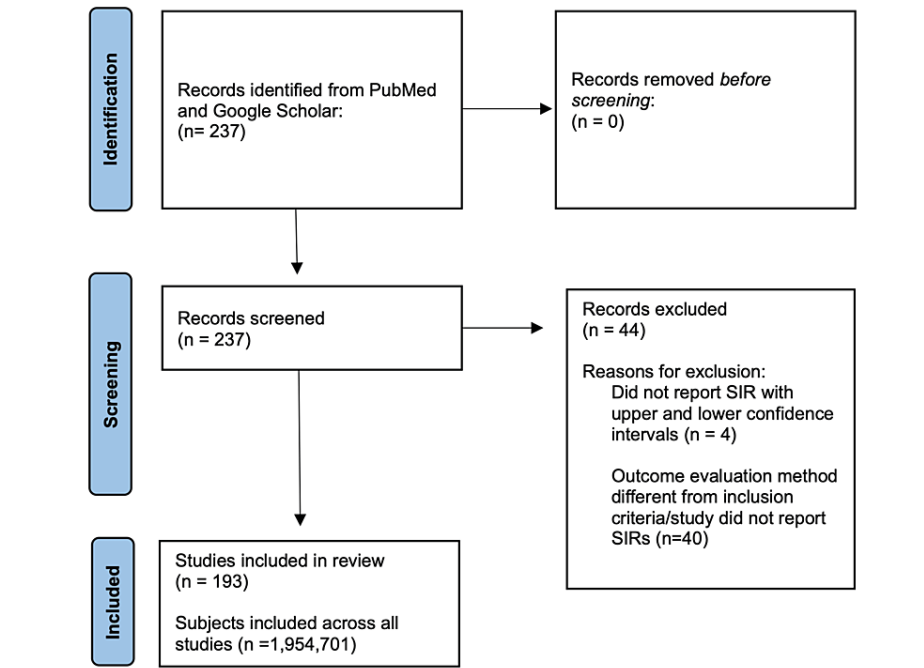 Identification
Records identified from PubMed
and Google Scholar:
(n= 237)
Records removed before
screening:
(n = 0)
Screening
Records screened
(n = 237)
Records excluded
(n = 44)
Reasons for exclusion:
Did not report SIR with
upper and lower confidence
intervals (n = 4)
Outcome evaluation method
different from inclusion
criteria/study did not report
SIRs (n=40)
Included
Studies included in review
(n = 193)
Subjects included across all
studies (n =1,954,701)